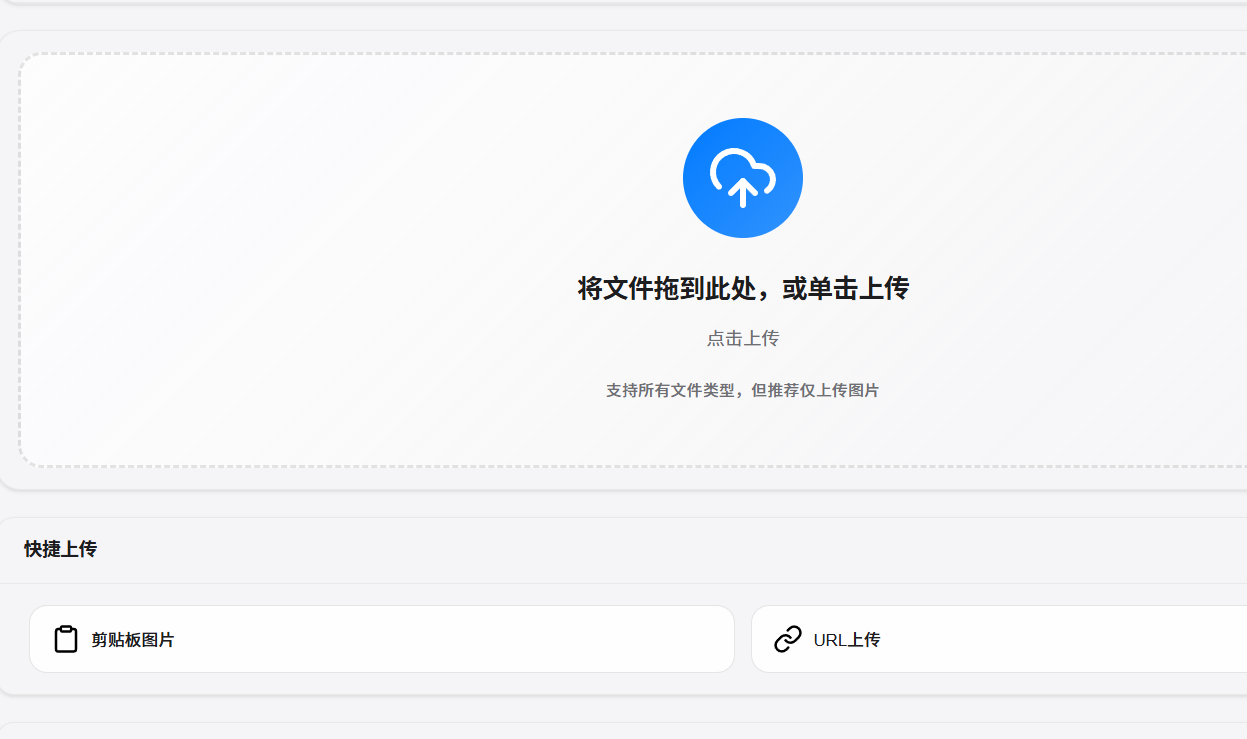 将文件拖到此处，或单击上传
点击上传
支持所有文件类型，但推荐仅上传图片
快捷上传
剪贴板图片
URL上传